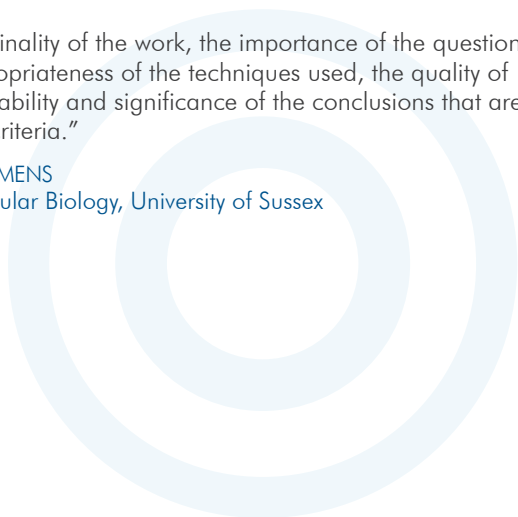 inality of the work, the importance of the question
opriateness of the techniques used, the quality of
ability and significance of the conclusions that are
riteria.”
MENS
ular Biology, University of Sussex